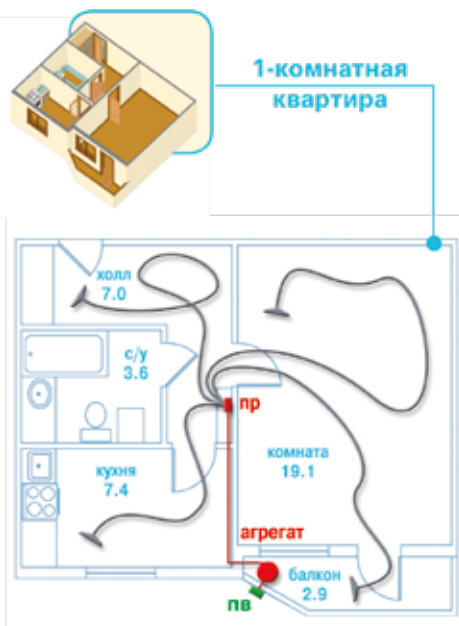 1-комнатная
квартира
холл
7.0
с/у
3.6
пр
комната
19.1
кухня
7.4
агрегат
балкон
2.9
пв